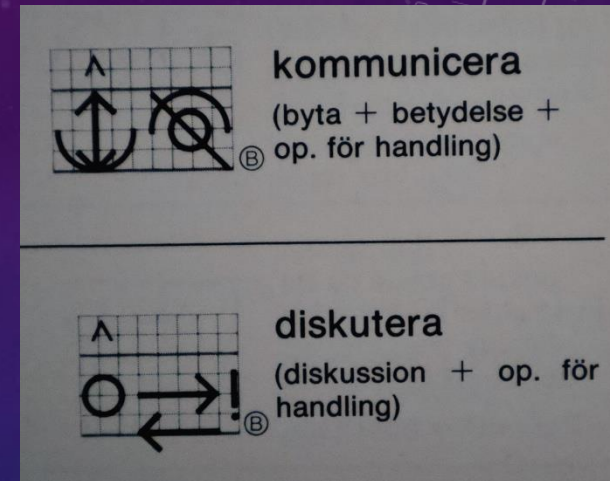 kommunicera
(byta + betydelse +
op. för handling)
B
diskutera
(diskussion + op. för
handling)
B